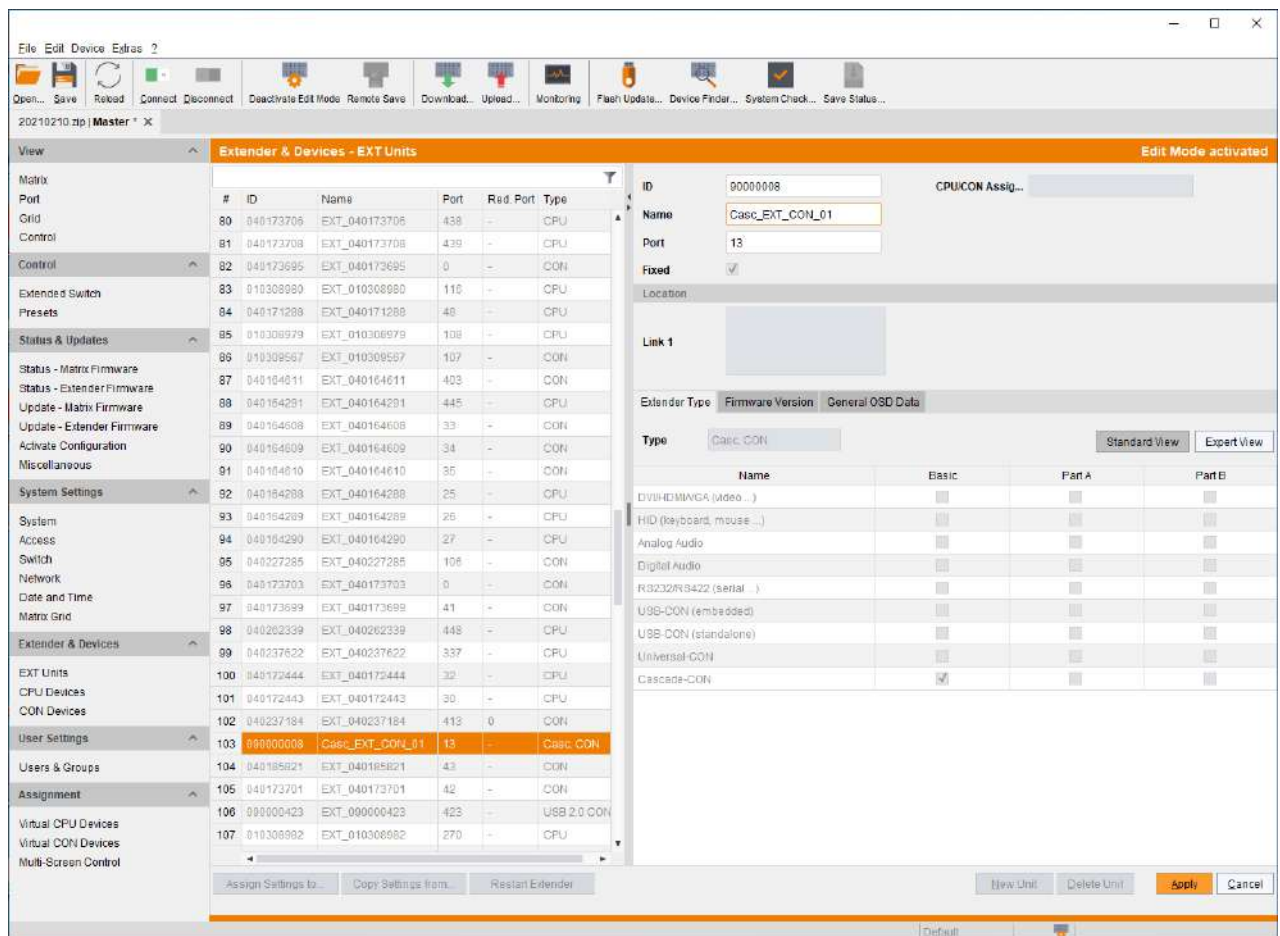 File Edit Device Extras ?
Open... Save Reload Connect Disconnect Deactivate Edit Mode Remote Save Download... Upload... Monitoring Flash Update... Device Finder... System Check... Save Status...
20210210.zip | Master * X
View
Matrix
Port
Grid
Control
Control
Extended Switch
Presets
Status & Updates
Status - Matrix Firmware
Status - Extender Firmware
Update - Matrix Firmware
Update - Extender Firmware
Activate Configuration
Miscellaneous
System Settings
System
Access
Switch
Network
Date and Time
Matrix Grid
Extender & Devices
EXT Units
CPU Devices
CON Devices
User Settings
Users & Groups
Assignment
Virtual CPU Devices
Virtual CON Devices
Multi-Screen Control
Extender & Devices - EXT Units Edit Mode activated
# ID Name Port Red. Port Type
80 040173706 EXT_040173706 438 - CPU
81 040173708 EXT_040173708 439 - CPU
82 040173695 EXT_040173695 0 - CON
83 010308980 EXT_010308980 116 - CPU
84 040171288 EXT_040171288 48 - CPU
85 010308979 EXT_010308979 108 - CPU
86 010309567 EXT_010309567 107 - CON
87 040164611 EXT_040164611 403 - CON
88 040164291 EXT_040164291 445 - CPU
89 040164608 EXT_040164608 33 - CON
90 040164609 EXT_040164609 34 - CON
91 040164610 EXT_040164610 35 - CON
92 040164288 EXT_040164288 25 - CPU
93 040164289 EXT_040164289 26 - CPU
94 040164290 EXT_040164290 27 - CPU
95 040227285 EXT_040227285 106 - CON
96 040173703 EXT_040173703 0 - CON
97 040173699 EXT_040173699 41 - CON
98 040262339 EXT_040262339 448 - CPU
99 040237622 EXT_040237622 337 - CPU
100 040172444 EXT_040172444 32 - CPU
101 040172443 EXT_040172443 30 - CPU
102 040237184 EXT_040237184 413 0 CON
103 090000008 Casc_EXT_CON_01 13 - Casc. CON
104 040185821 EXT_040185821 43 - CON
105 040173701 EXT_040173701 42 - CON
106 090000423 EXT_090000423 423 - USB 2.0 CON
107 010308982 EXT_010308982 270 - CPU
ID 90000008 CPU/CON Assig...
Name Casc_EXT_CON_01
Port 13
Fixed
Location
Link 1
Extender Type Firmware Version General OSD Data
Type Casc. CON Standard View Expert View
Name Basic Part A Part B
DVI/HDMI/VGA (video ...)
HID (keyboard, mouse ...)
Analog Audio
Digital Audio
RS232/RS422 (serial ...)
USB-CON (embedded)
USB-CON (standalone)
Universal-CON
Cascade-CON
Assign Settings to... Copy Settings from... Restart Extender New Unit Delete Unit Apply Cancel
Default